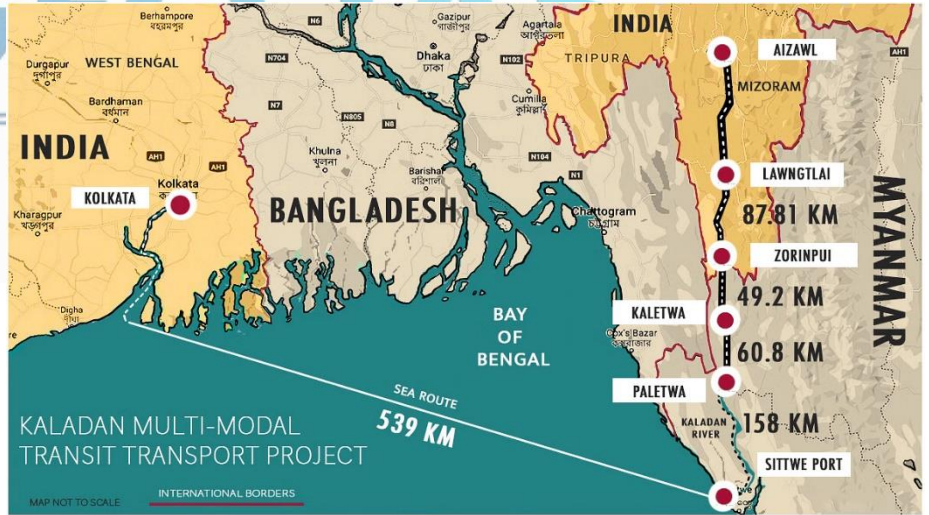 Berhampore
বহরমপুর
Durgapur
দুর্গাপুর
WEST BENGAL
Bardhaman
বর্ধমান
INDIA
AH1
AH1
KOLKATA
Kolkata
Kharagpur
খড়্গপুর
Digha
দীঘা
N6
N704
N7
N805
N8
Gazipur
গাজীপুর
Dhaka
ঢাকা
N102
Cumilla
কুমিল্লা
Khulna
খুলনা
Barishal
বরিশাল
N104
N1
Chattogram
চট্টগ্রাম
BANGLADESH
Agartala
আগরতলা
INDIA
TRIPURA
AIZAWL
AH1
MIZORAM
LAWNGTLAI
87.81 KM
ZORINPUI
49.2 KM
KALETWA
60.8 KM
PALETWA
KALADAN
RIVER
158 KM
SITTWE PORT
MYANMAR
Cox's Bazar
কক্সবাজার
BAY
OF
BENGAL
SEA ROUTE
539 KM
KALADAN MULTI-MODAL
TRANSIT TRANSPORT PROJECT
MAP NOT TO SCALE
INTERNATIONAL BORDERS